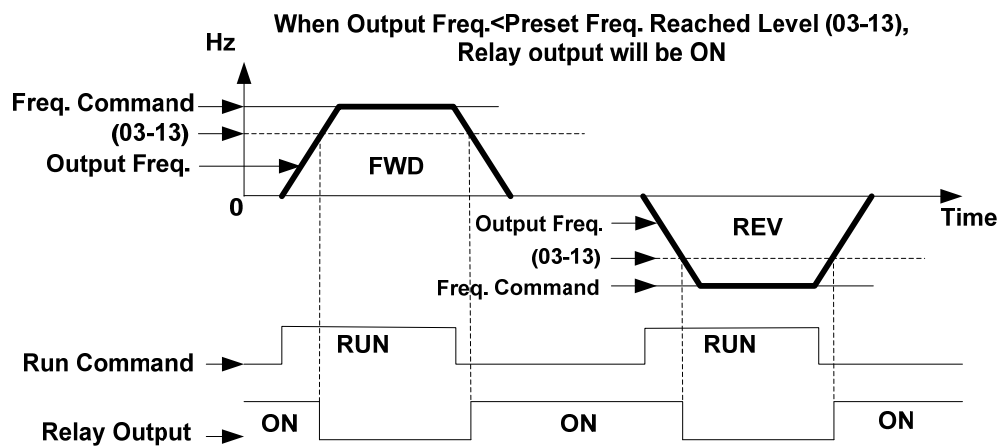 When Output Freq.<Preset Freq. Reached Level (03-13),
Relay output will be ON
Hz
Freq. Command
(03-13)
Output Freq.
FWD
0
Time
Output Freq.
REV
(03-13)
Freq. Command
RUN
RUN
Run Command
ON
ON
ON
Relay Output